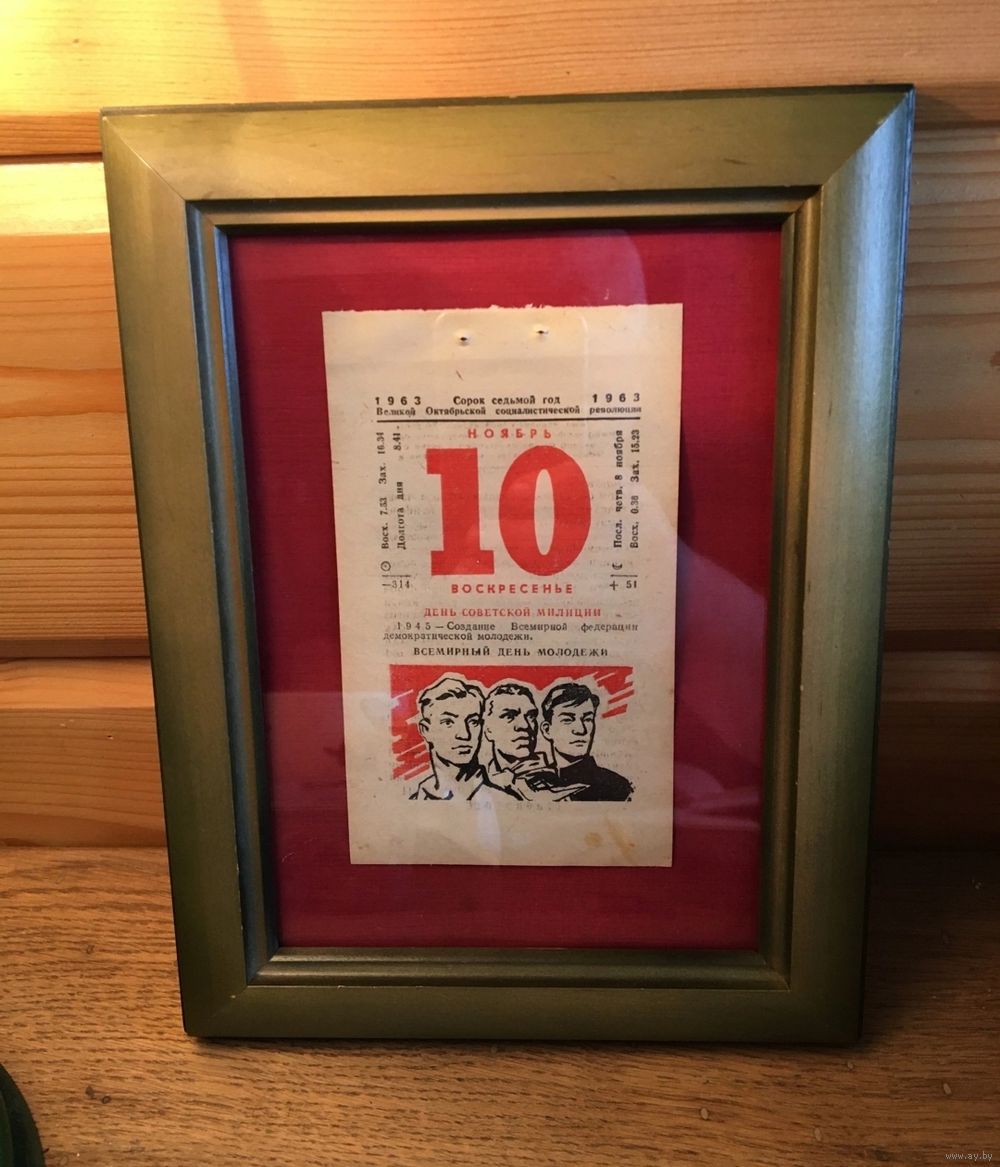 1963 Сорок седьмой год 1963
Великой Октябрьской социалистической революции
НОЯБРЬ
Восх. 7.53 Зах. 16.34
Долгота дня 8.41
10
Посл. четв. 8 ноября
Восх. 0.36 Зах. 15.23
—314
ВОСКРЕСЕНЬЕ
+ 51
ДЕНЬ СОВЕТСКОЙ МИЛИЦИИ
1945 — Создание Всемирной федерации
демократической молодежи.
ВСЕМИРНЫЙ ДЕНЬ МОЛОДЕЖИ
www.ay.by